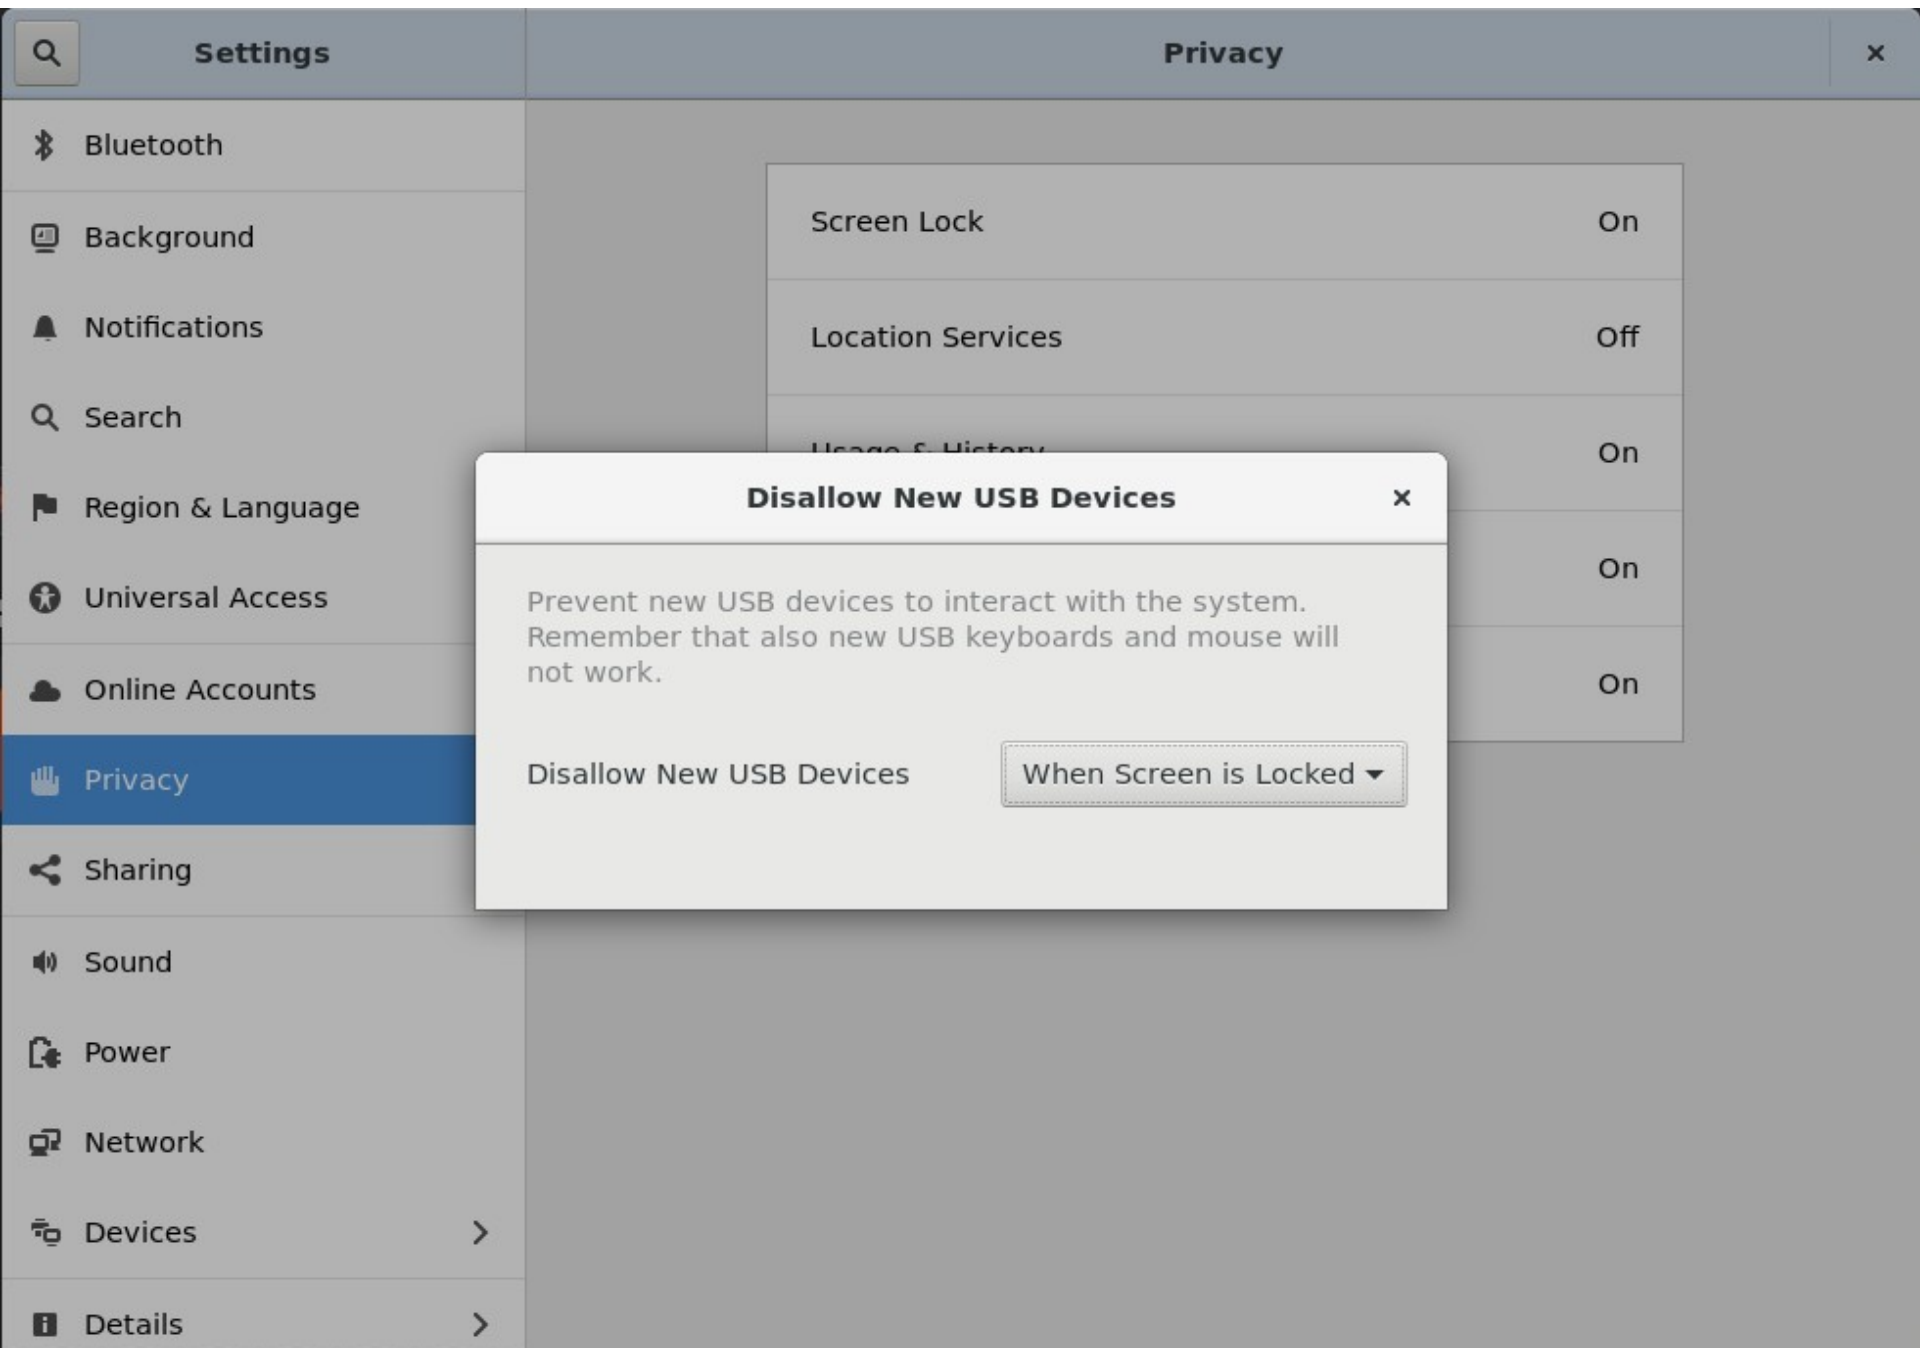 Settings
Privacy
Bluetooth
Background
Notifications
Search
Region & Language
Universal Access
Online Accounts
Privacy
Sharing
Sound
Power
Network
Devices
Details
Screen Lock On
Location Services Off
Usage & History On
On
On
Disallow New USB Devices
Prevent new USB devices to interact with the system.
Remember that also new USB keyboards and mouse will
not work.
Disallow New USB Devices When Screen is Locked